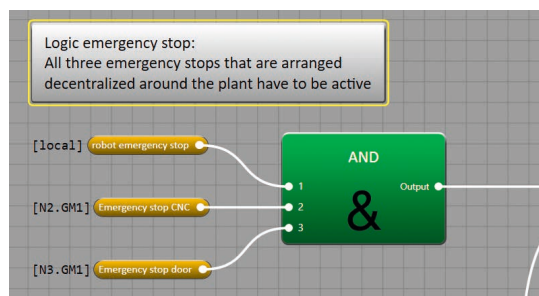 Logic emergency stop:
All three emergency stops that are arranged
decentralized around the plant have to be active
[local] robot emergency stop
AND
1
Output
[N2.GM1] Emergency stop CNC
2
&
3
[N3.GM1] Emergency stop door